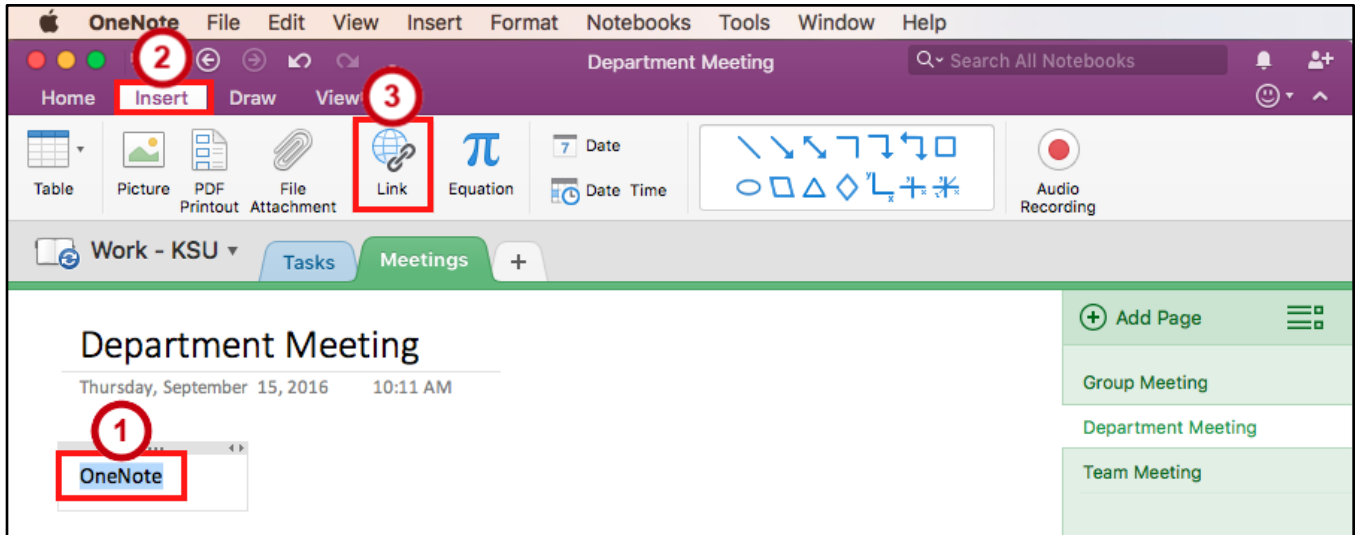 OneNote File Edit View Insert Format Notebooks Tools Window Help
2
Department Meeting
Search All Notebooks
Home Insert Draw View
3
7 Date
Table Picture PDF Printout File Attachment Link π Equation
Date Time
Audio Recording
Work - KSU Tasks Meetings +
Add Page
Department Meeting
Thursday, September 15, 2016 10:11 AM
Group Meeting
Department Meeting
Team Meeting
1
OneNote